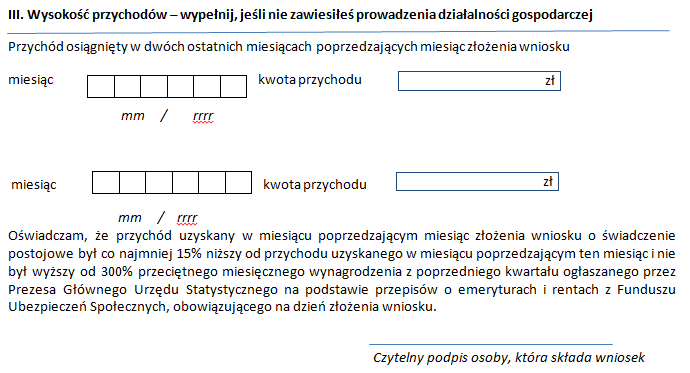 III. Wysokość przychodów – wypełnij, jeśli nie zawiesiłeś prowadzenia działalności gospodarczej
Przychód osiągnięty w dwóch ostatnich miesiącach poprzedzających miesiąc złożenia wniosku
miesiąc kwota przychodu zł
mm / rrrr
miesiąc kwota przychodu zł
mm / rrrr
Oświadczam, że przychód uzyskany w miesiącu poprzedzającym miesiąc złożenia wniosku o świadczenie
postojowe był co najmniej 15% niższy od przychodu uzyskanego w miesiącu poprzedzającym ten miesiąc i nie
był wyższy od 300% przeciętnego miesięcznego wynagrodzenia z poprzedniego kwartału ogłaszanego przez
Prezesa Głównego Urzędu Statystycznego na podstawie przepisów o emeryturach i rentach z Funduszu
Ubezpieczeń Społecznych, obowiązującego na dzień złożenia wniosku.
Czytelny podpis osoby, która składa wniosek